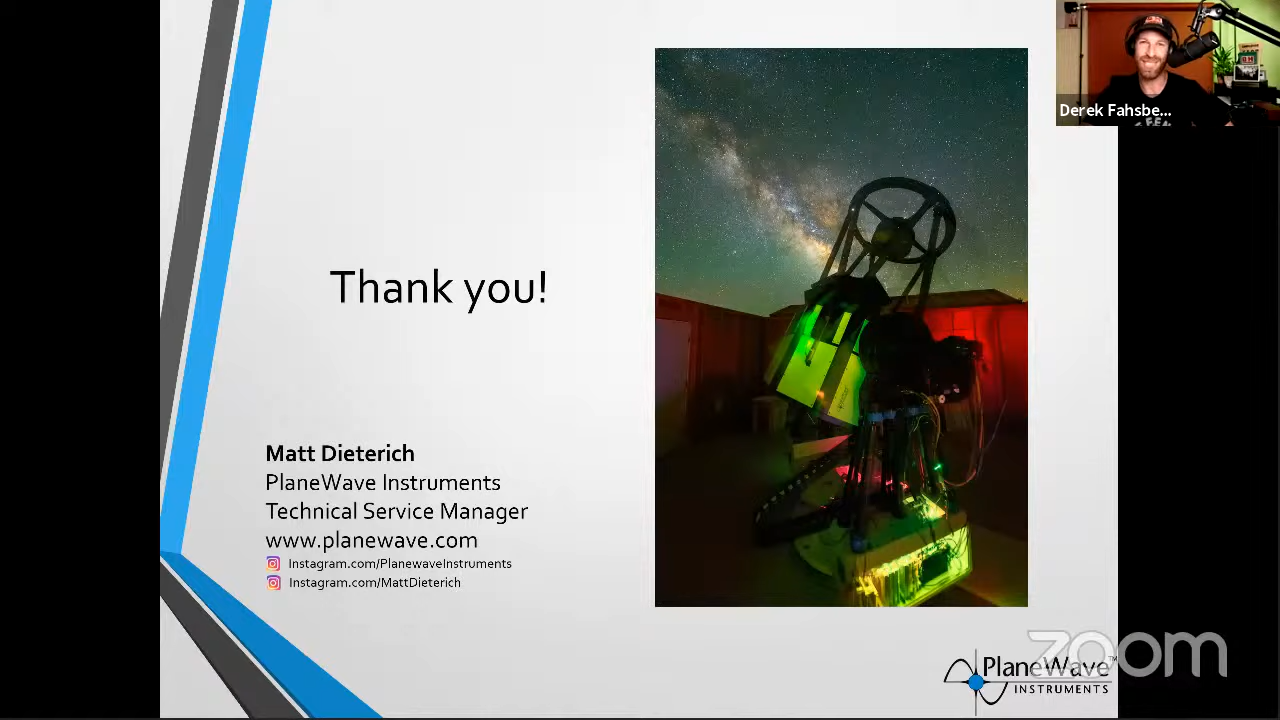 Thank you!
Matt Dieterich
PlaneWave Instruments
Technical Service Manager
www.planewave.com
Instagram.com/PlanewaveInstruments
Instagram.com/MattDieterich
Derek Fahsbe...
zoom
PlaneWave™
INSTRUMENTS